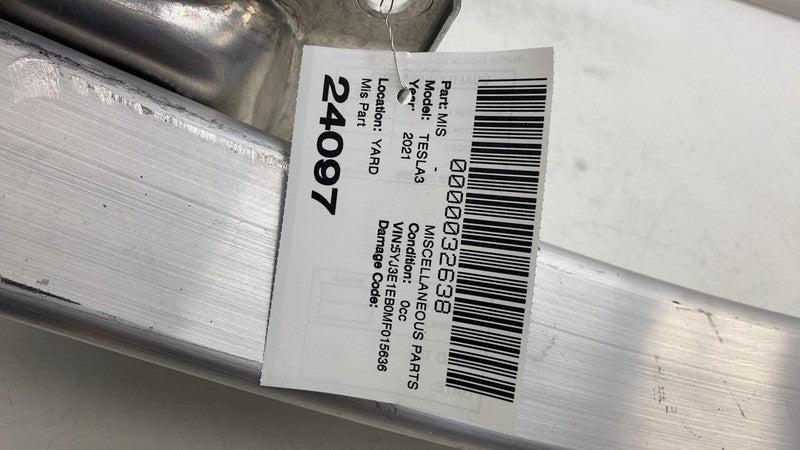 0000032638
Part: MIS - MISCELLANEOUS PARTS
Model: TESLA3 Condition: 0cc
Year: 2021 VIN:5YJ3E1EB0MF015636
Damage Code:
Location: YARD
Mis Part
24097